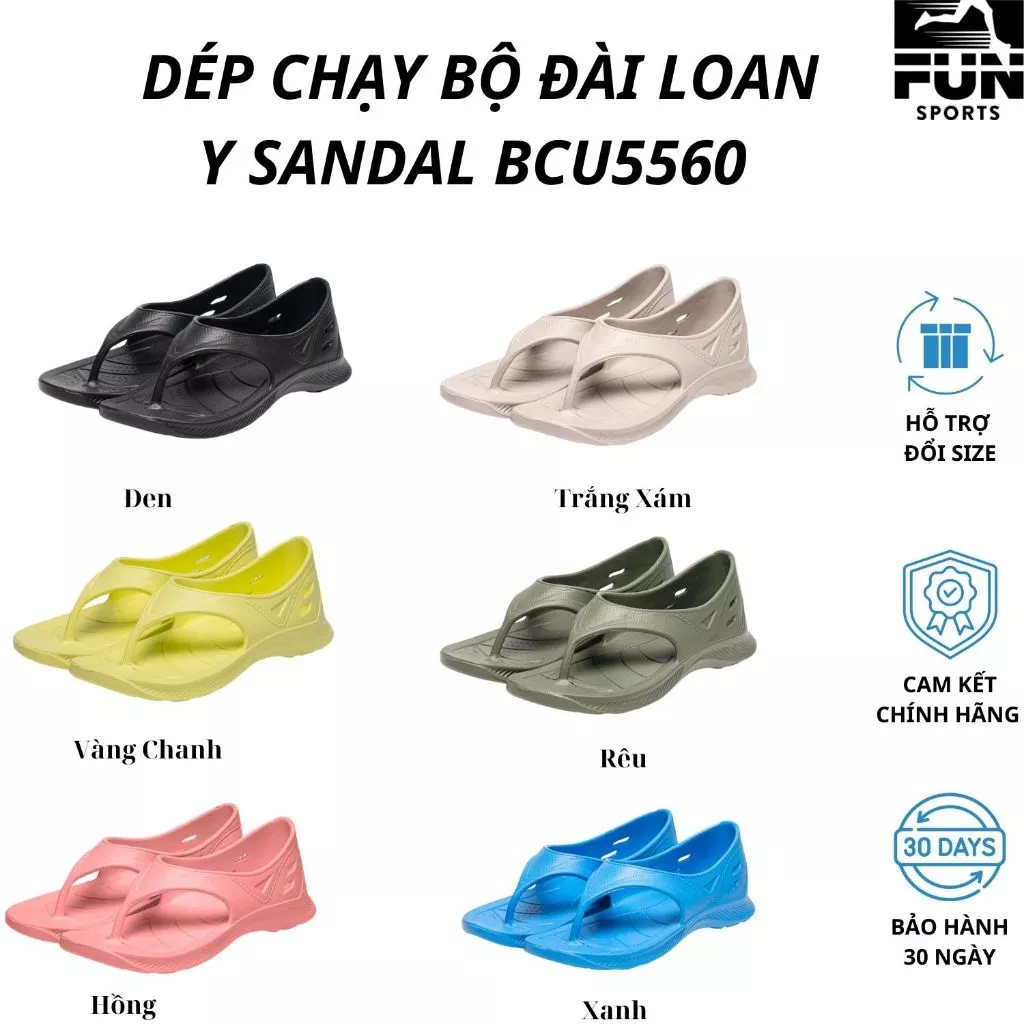 DÉP CHẠY BỘ ĐÀI LOAN
Y SANDAL BCU5560
FUN
SPORTS
Đen
Trắng Xám
HỖ TRỢ
ĐỔI SIZE
Vàng Chanh
Rêu
CAM KẾT
CHÍNH HÃNG
Hồng
Xanh
30 DAYS
BẢO HÀNH
30 NGÀY